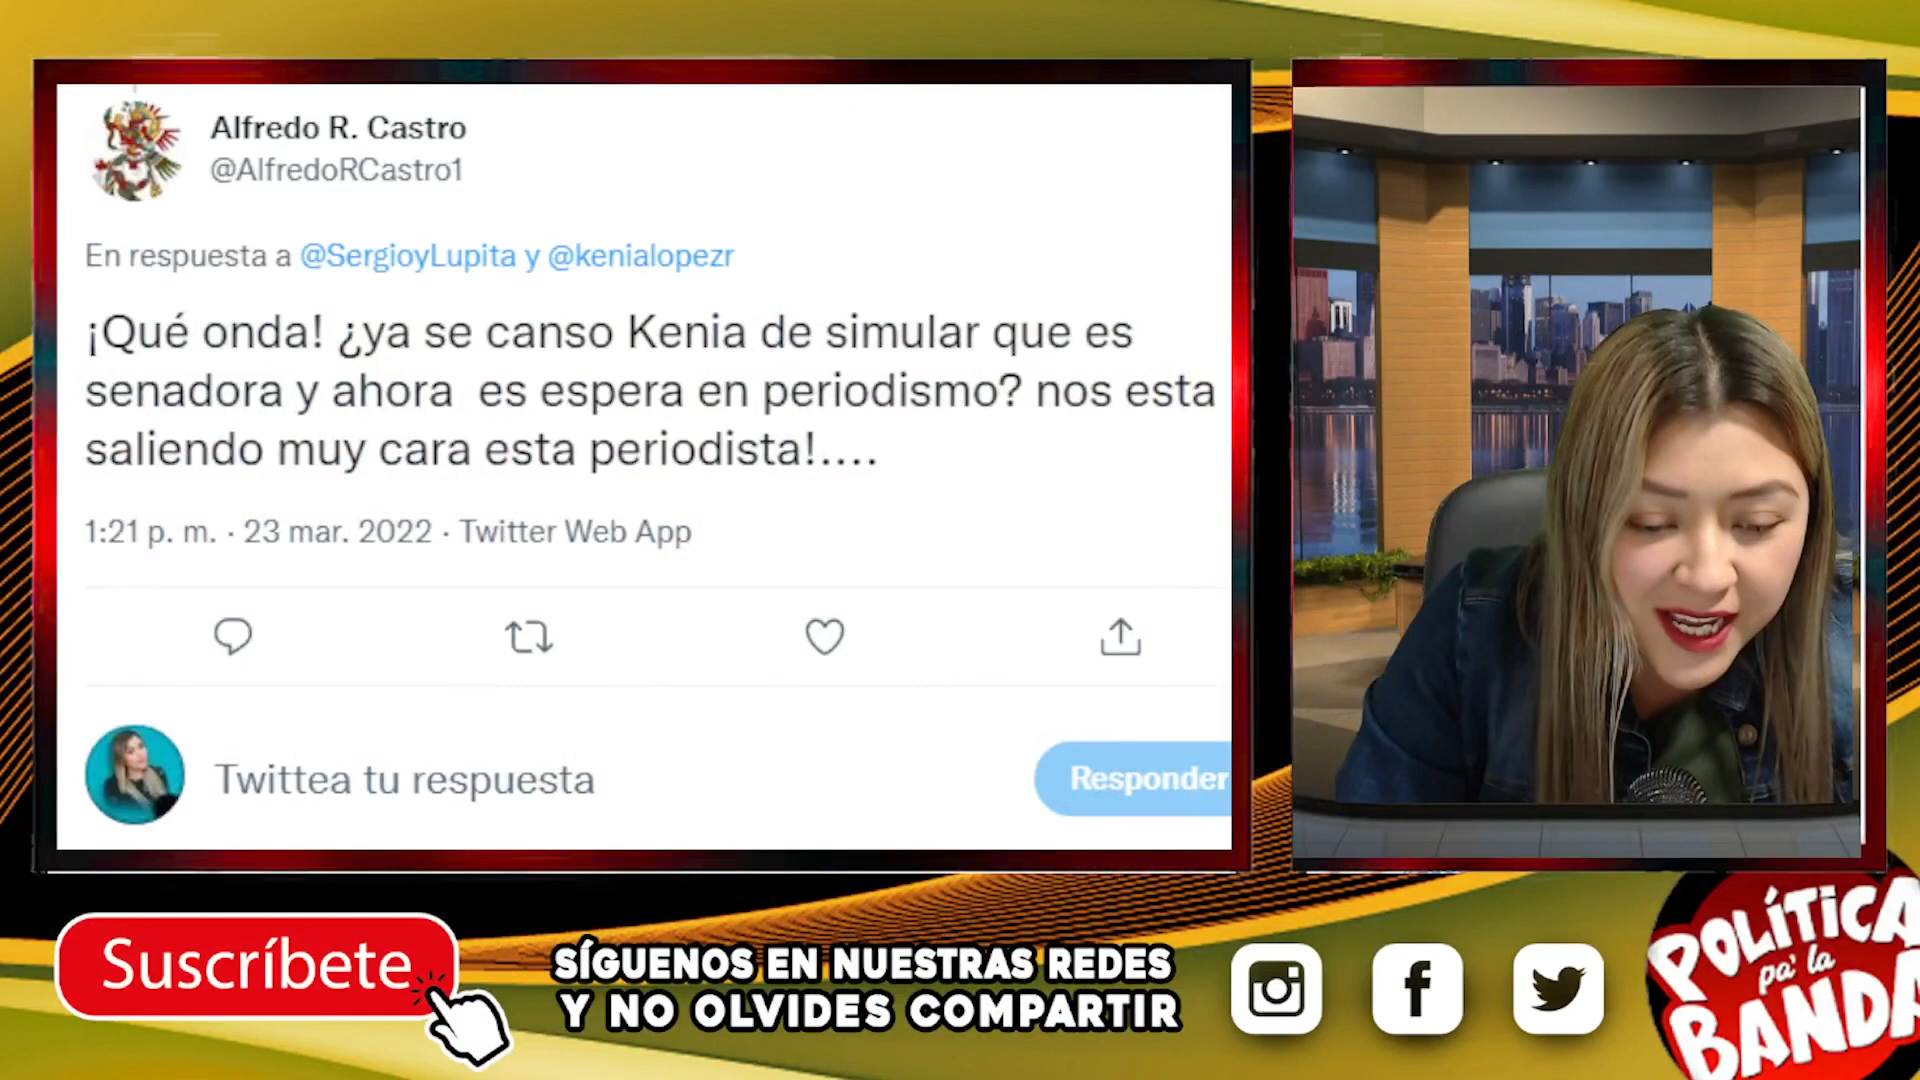 Alfredo R. Castro
@AlfredoRCastro1
En respuesta a @SergioyLupita y @kenialopezr
¡Qué onda! ¿ya se canso Kenia de simular que es
senadora y ahora  es espera en periodismo? nos esta
saliendo muy cara esta periodista!....
1:21 p. m. · 23 mar. 2022 · Twitter Web App
Twittea tu respuesta
Responder
Suscríbete
SÍGUENOS EN NUESTRAS REDES
Y NO OLVIDES COMPARTIR
POLÍTICA
pa' la
BANDA